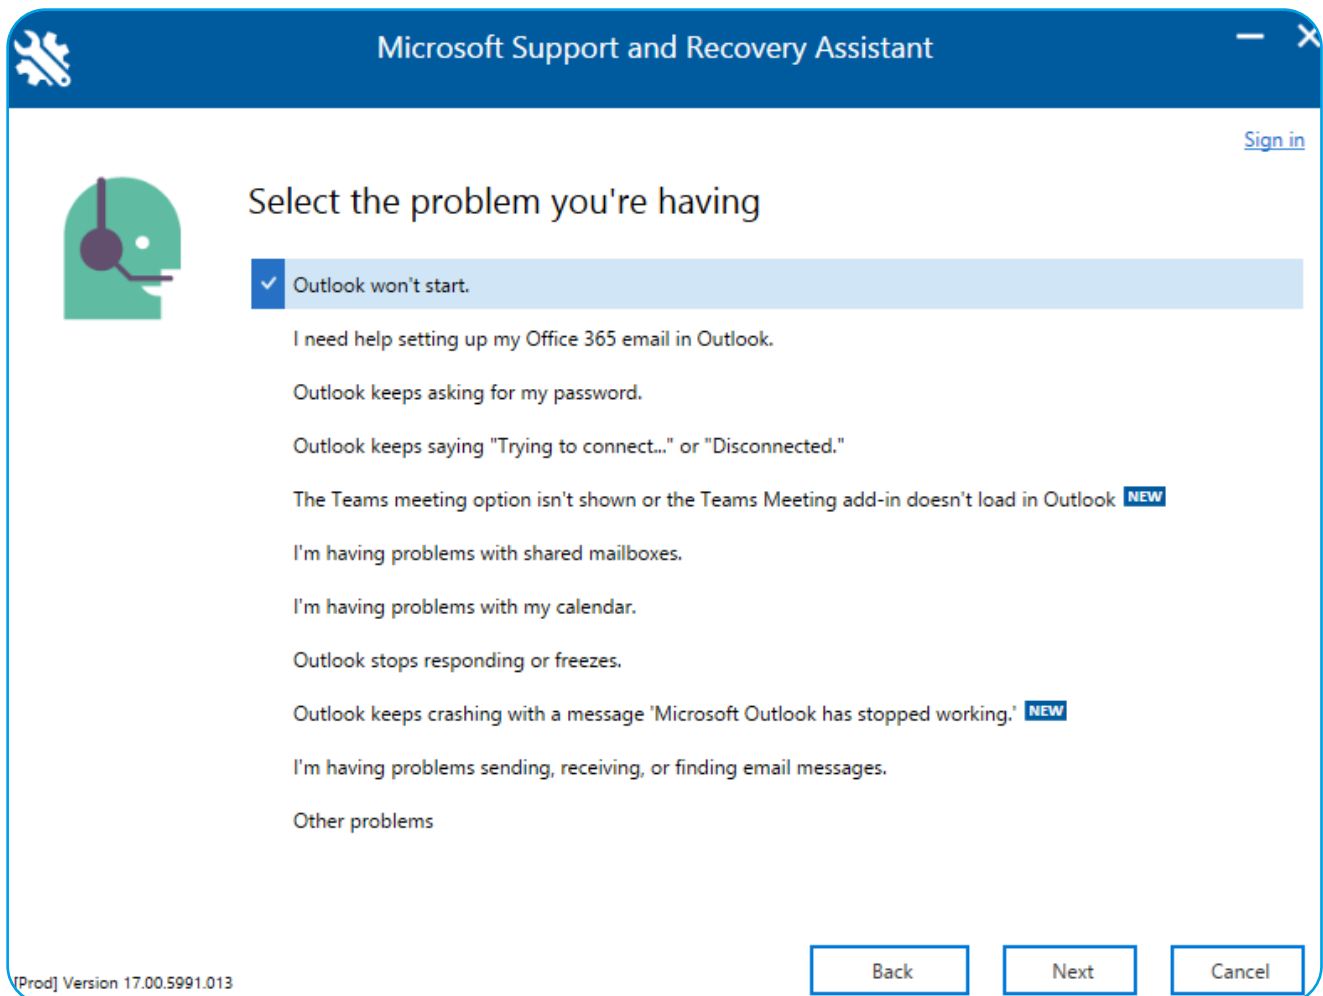 Microsoft Support and Recovery Assistant
Sign in
Select the problem you're having
Outlook won't start.
I need help setting up my Office 365 email in Outlook.
Outlook keeps asking for my password.
Outlook keeps saying "Trying to connect..." or "Disconnected."
The Teams meeting option isn't shown or the Teams Meeting add-in doesn't load in Outlook NEW
I'm having problems with shared mailboxes.
I'm having problems with my calendar.
Outlook stops responding or freezes.
Outlook keeps crashing with a message 'Microsoft Outlook has stopped working.' NEW
I'm having problems sending, receiving, or finding email messages.
Other problems
Back Next Cancel
[Prod] Version 17.00.5991.013